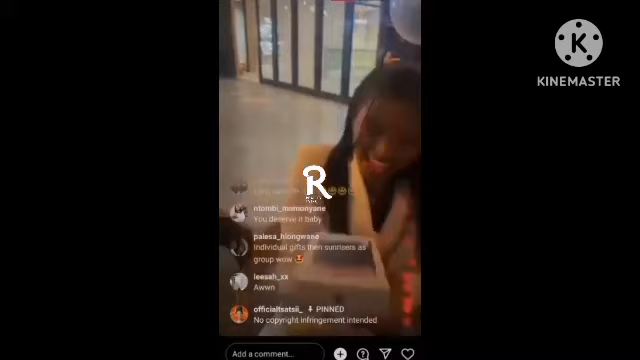 K
KINEMASTER
R
ntombi_mamonyane
You deserve it baby
palesa_hlongwane
Individual gifts then sunrisers as
group wow
leesah_xx
Awwn
officialtsatsii_ PINNED
No copyright infringement intended
Add a comment...